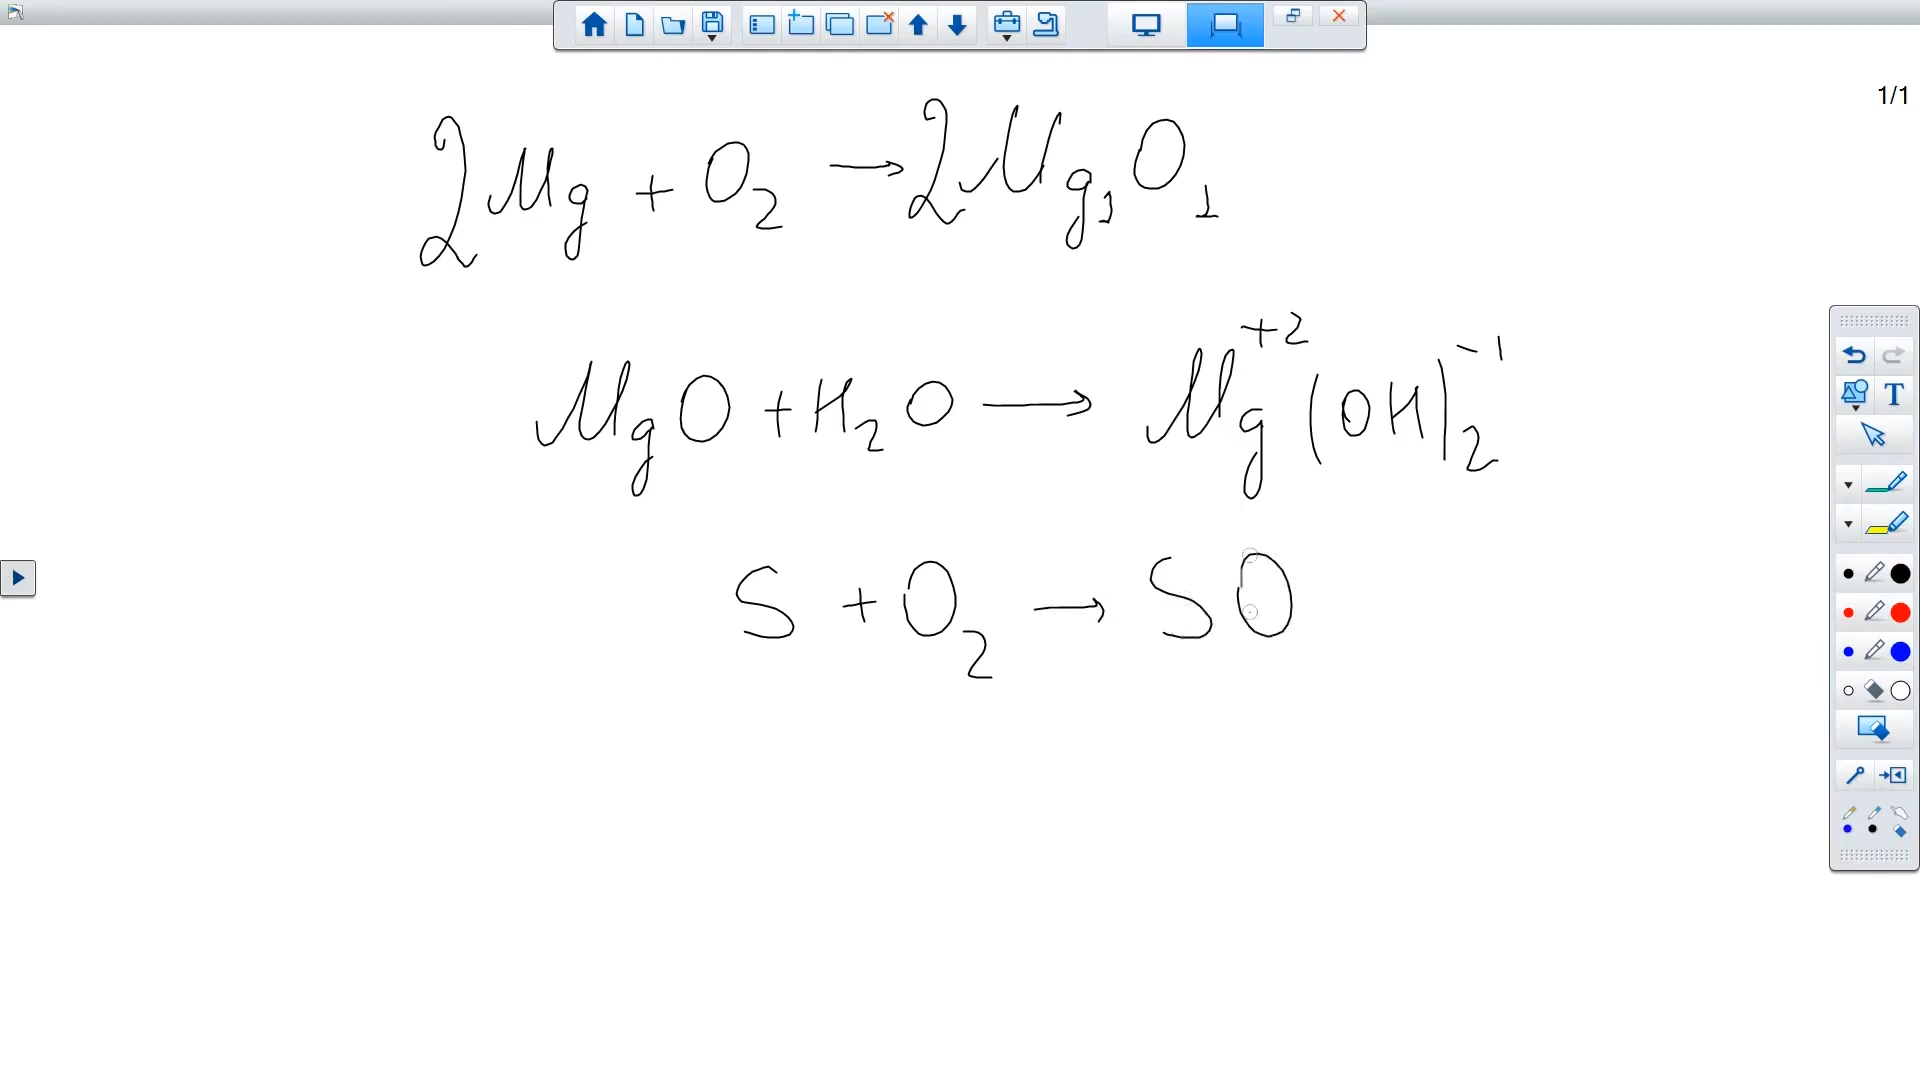 1/1
2Mg + O₂ → 2Mg₁O₁
MgO + H₂O → Mg⁺²(OH)₂⁻¹
S + O₂ → SO
T